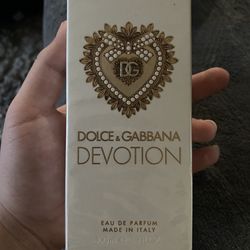 DG
DOLCE & GABBANA
DEVOTION
EAU DE PARFUM
MADE IN ITALY